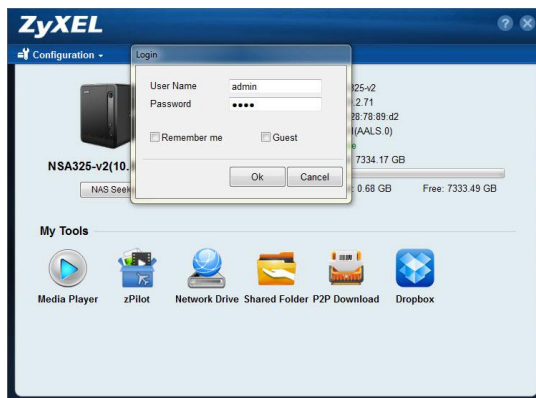 ZyXEL
Configuration
Login
User Name admin
Password ••••
Remember me Guest
Ok Cancel
325-v2
.2.71
28:78:89:d2
(AALS.0)
7334.17 GB
NSA325-v2(10.
NAS Seek
: 0.68 GB Free: 7333.49 GB
My Tools
Media Player zPilot Network Drive Shared Folder P2P Download Dropbox